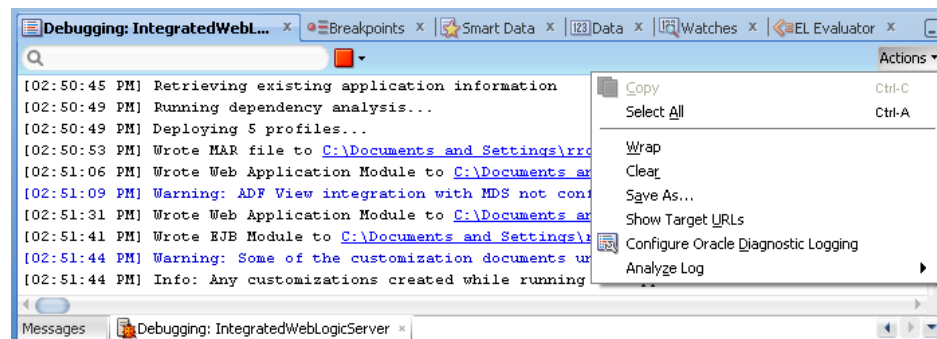 Debugging: IntegratedWebL... x Breakpoints x Smart Data x 123 Data x Watches x EL Evaluator x
Actions
[02:50:45 PM] Retrieving existing application information
[02:50:49 PM] Running dependency analysis...
[02:50:49 PM] Deploying 5 profiles...
[02:50:53 PM] Wrote MAR file to C:\Documents and Settings\rr
[02:51:06 PM] Wrote Web Application Module to C:\Documents
[02:51:09 PM] Warning: ADF View integration with MDS not
[02:51:31 PM] Wrote Web Application Module to C:\Documents
[02:51:41 PM] Wrote EJB Module to C:\Documents and Settings\
[02:51:44 PM] Warning: Some of the customization documents
[02:51:44 PM] Info: Any customizations created while running
Copy Ctrl-C
Select All Ctrl-A
Wrap
Clear
Save As...
Show Target URLs
Configure Oracle Diagnostic Logging
Analyze Log
Messages Debugging: IntegratedWebLogicServer x